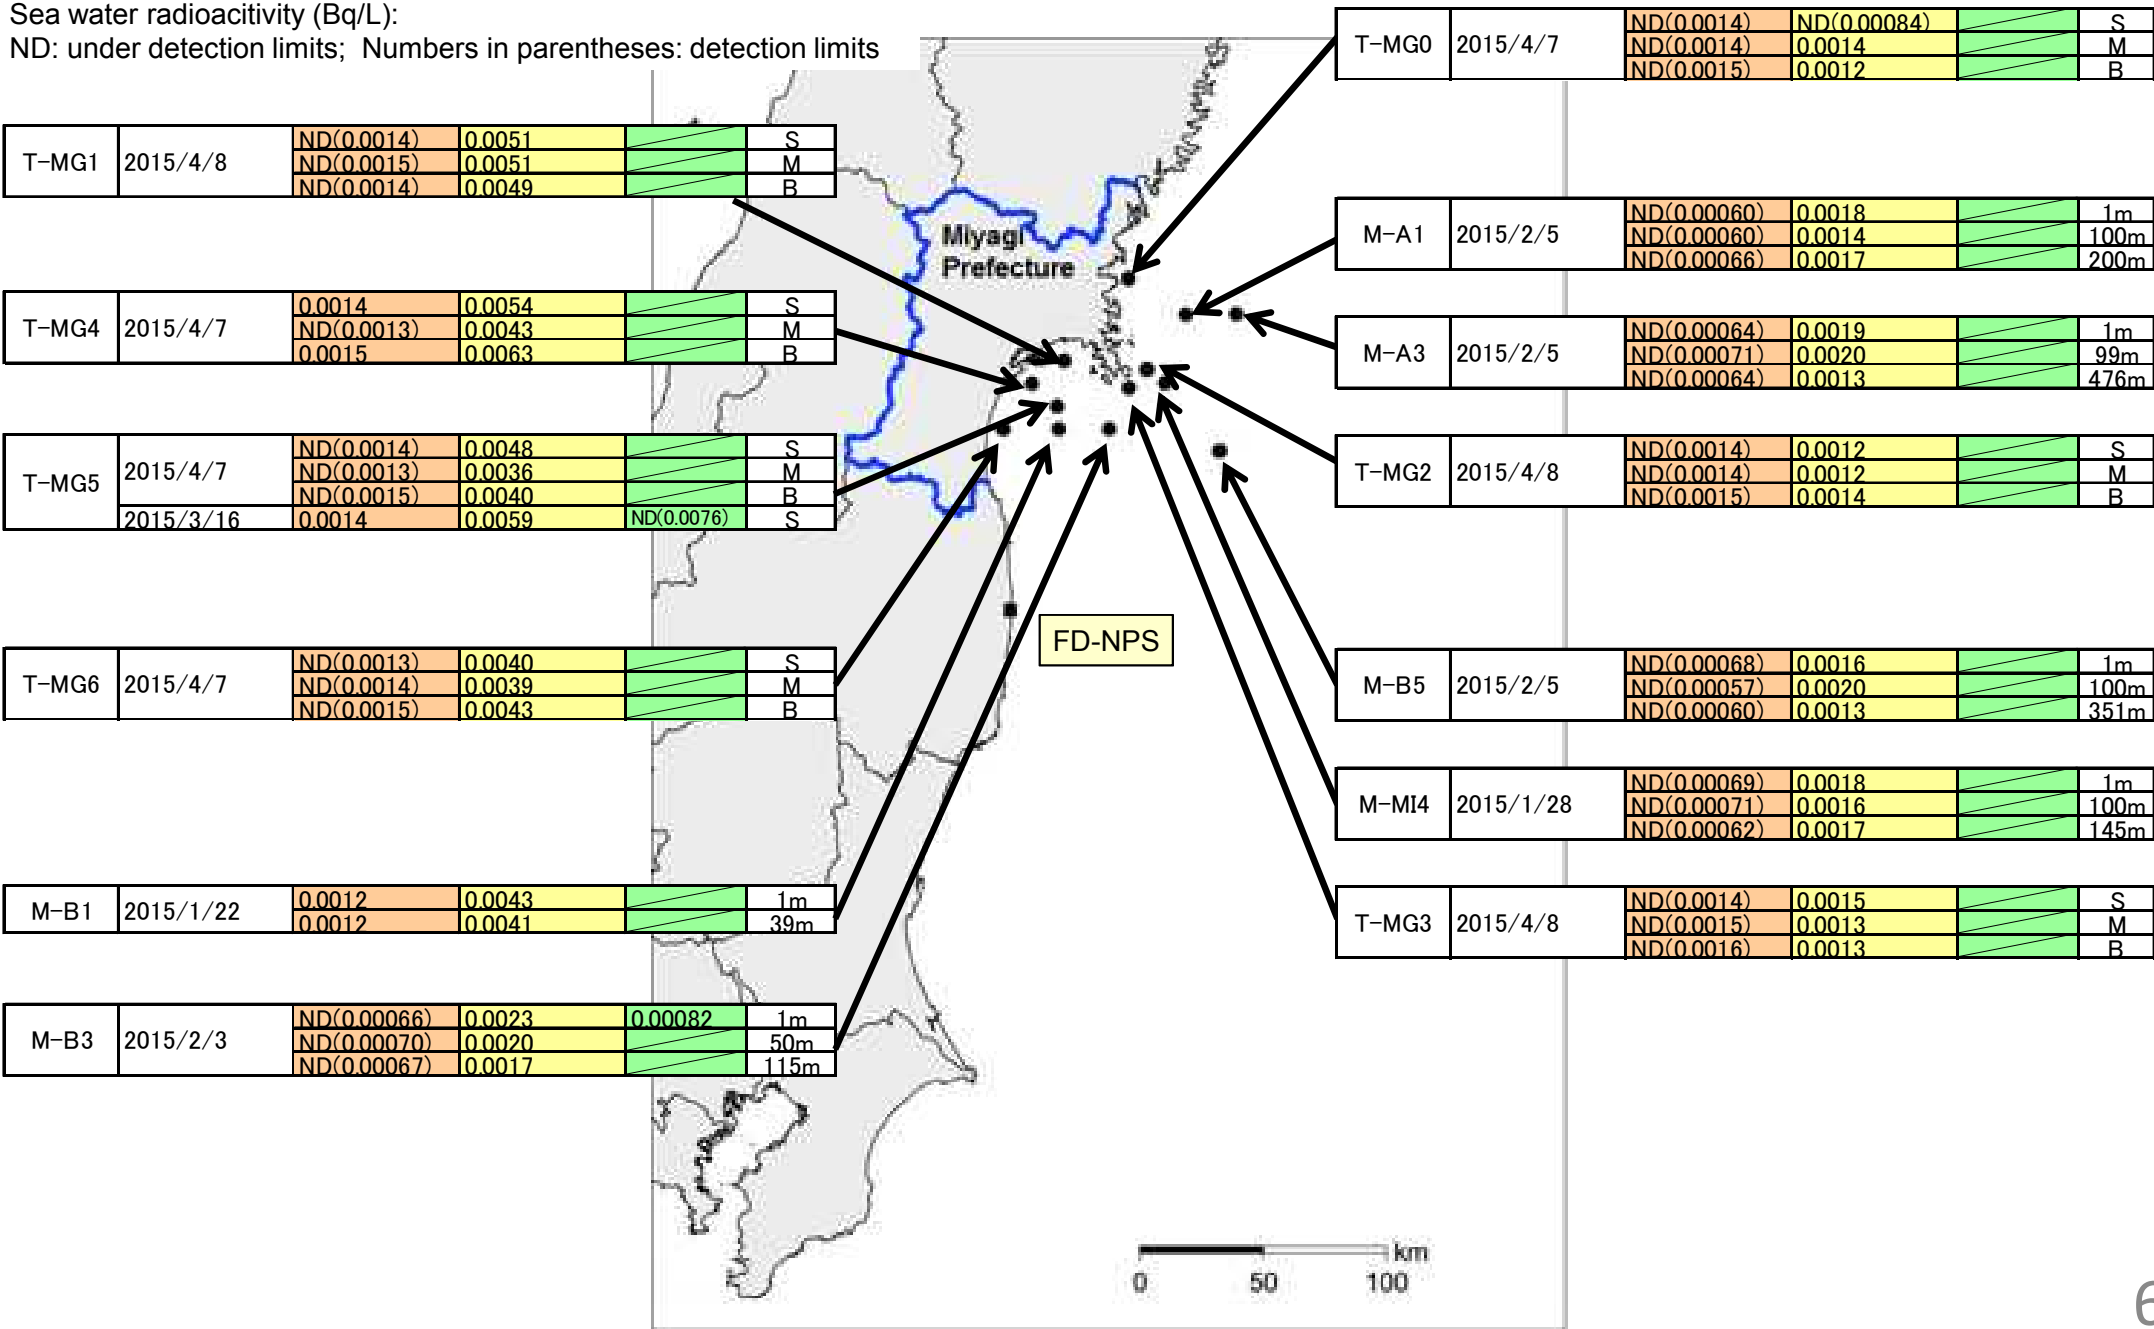 Sea water radioacitivity (Bq/L):
ND: under detection limits; Numbers in parentheses: detection limits
T-MG1 2015/4/8 ND(0.0014) 0.0051 S
ND(0.0015) 0.0051 M
ND(0.0014) 0.0049 B
T-MG4 2015/4/7 0.0014 0.0054 S
ND(0.0013) 0.0043 M
0.0015 0.0063 B
T-MG5 2015/4/7 ND(0.0014) 0.0048 S
ND(0.0013) 0.0036 M
ND(0.0015) 0.0040 B
2015/3/16 0.0014 0.0059 ND(0.0076) S
T-MG6 2015/4/7 ND(0.0013) 0.0040 S
ND(0.0014) 0.0039 M
ND(0.0015) 0.0043 B
M-B1 2015/1/22 0.0012 0.0043 1m
0.0012 0.0041 39m
M-B3 2015/2/3 ND(0.00066) 0.0023 0.00082 1m
ND(0.00070) 0.0020 50m
ND(0.00067) 0.0017 115m
Miyagi
Prefecture
FD-NPS
T-MG0 2015/4/7 ND(0.0014) ND(0.00084) S
ND(0.0014) 0.0014 M
ND(0.0015) 0.0012 B
M-A1 2015/2/5 ND(0.00060) 0.0018 1m
ND(0.00060) 0.0014 100m
ND(0.00066) 0.0017 200m
M-A3 2015/2/5 ND(0.00064) 0.0019 1m
ND(0.00071) 0.0020 99m
ND(0.00064) 0.0013 476m
T-MG2 2015/4/8 ND(0.0014) 0.0012 S
ND(0.0014) 0.0012 M
ND(0.0015) 0.0014 B
M-B5 2015/2/5 ND(0.00068) 0.0016 1m
ND(0.00057) 0.0020 100m
ND(0.00060) 0.0013 351m
M-MI4 2015/1/28 ND(0.00069) 0.0018 1m
ND(0.00071) 0.0016 100m
ND(0.00062) 0.0017 145m
T-MG3 2015/4/8 ND(0.0014) 0.0015 S
ND(0.0015) 0.0013 M
ND(0.0016) 0.0013 B
km
0 50 100
6